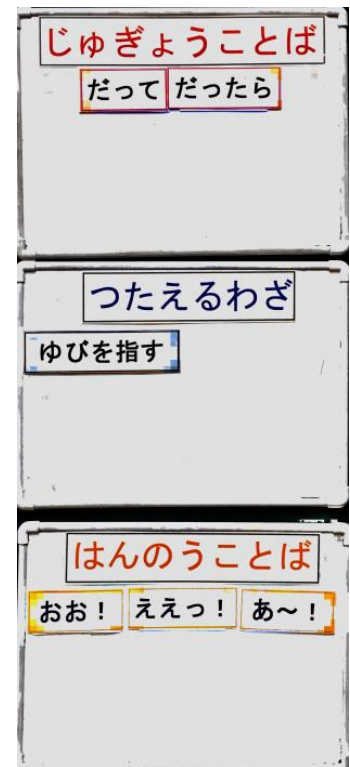 じゅぎょうことば
だって だったら
つたえるわざ
ゆびを指す
はんのうことば
おお! ええっ! あ～!